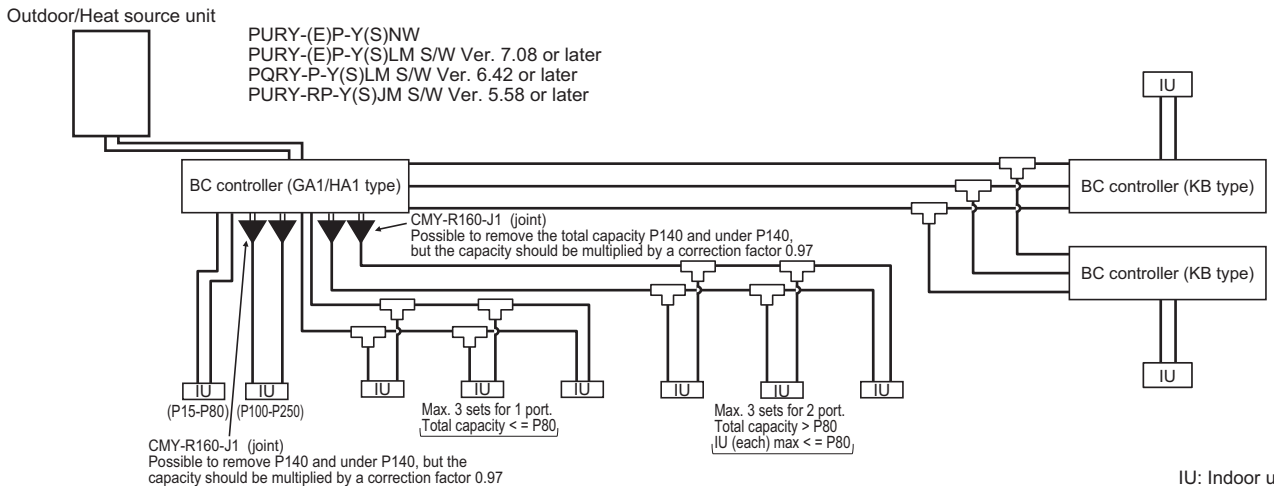 Outdoor/Heat source unit
PURY-(E)P-Y(S)NW
PURY-(E)P-Y(S)LM S/W Ver. 7.08 or later
PQRY-P-Y(S)LM S/W Ver. 6.42 or later
PURY-RP-Y(S)JM S/W Ver. 5.58 or later
IU
BC controller (GA1/HA1 type)
BC controller (KB type)
CMY-R160-J1 (joint)
Possible to remove the total capacity P140 and under P140,
but the capacity should be multiplied by a correction factor 0.97
BC controller (KB type)
IU
IU
IU
IU
IU
IU
IU
IU
IU
(P15-P80)
(P100-P250)
Max. 3 sets for 1 port.
Total capacity < = P80
Max. 3 sets for 2 port.
Total capacity > P80
IU (each) max < = P80
CMY-R160-J1 (joint)
Possible to remove P140 and under P140, but the
capacity should be multiplied by a correction factor 0.97
IU: Indoor u